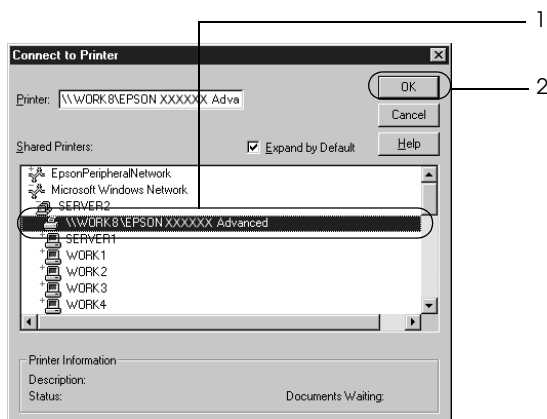 1
Connect to Printer
Printer: \\WORK8\EPSON XXXXXX Adva
OK
2
Cancel
Shared Printers:
Expand by Default
Help
EpsonPeripheralNetwork
Microsoft Windows Network
SERVER2
\\WORK8\EPSON XXXXXX Advanced
SERVER1
WORK1
WORK2
WORK3
WORK4
Printer Information
Description:
Status:
Documents Waiting: